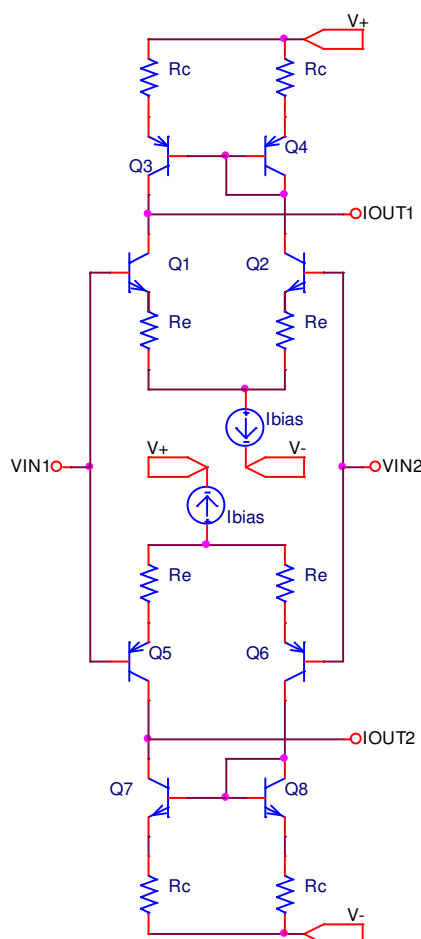 V+
Rc
Rc
Q3
Q4
IOUT1
Q1
Q2
Re
Re
Ibias
V+
V-
VIN1
VIN2
Ibias
Re
Re
Q5
Q6
IOUT2
Q7
Q8
Rc
Rc
V-